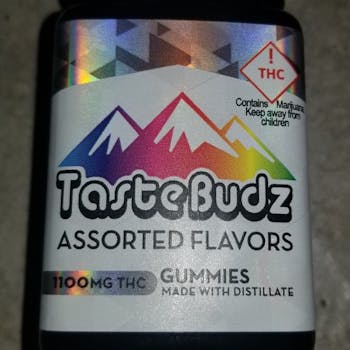 !
THC
Contains Marijuana
Keep away from
children
TasteBudz
ASSORTED FLAVORS
1100MG THC
GUMMIES
MADE WITH DISTILLATE